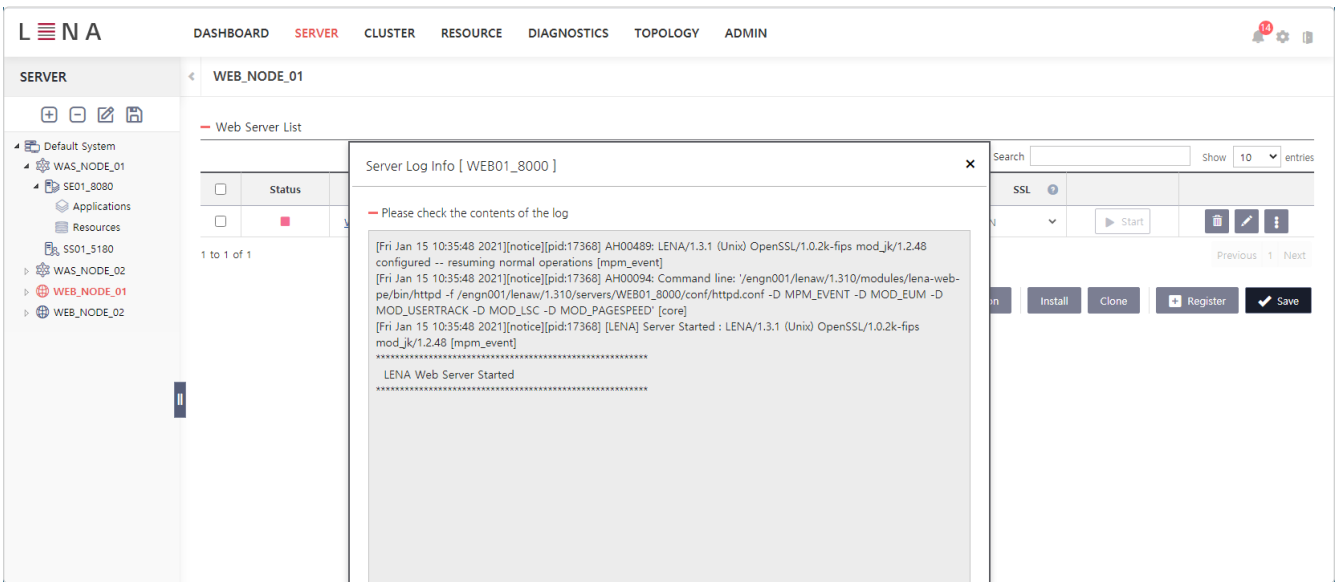 LENA
DASHBOARD SERVER CLUSTER RESOURCE DIAGNOSTICS TOPOLOGY ADMIN
14
SERVER
WEB_NODE_01
Default System
WAS_NODE_01
SE01_8080
Applications
Resources
SS01_5180
WAS_NODE_02
WEB_NODE_01
WEB_NODE_02
Web Server List
Search
Show 10 entries
Status
SSL
Start
1 to 1 of 1
Previous 1 Next
Install Clone Register Save
Server Log Info [ WEB01_8000 ]
Please check the contents of the log
[Fri Jan 15 10:35:48 2021][notice][pid:17368] AH00489: LENA/1.3.1 (Unix) OpenSSL/1.0.2k-fips mod_jk/1.2.48
configured -- resuming normal operations [mpm_event]
[Fri Jan 15 10:35:48 2021][notice][pid:17368] AH00094: Command line: '/engn001/lenaw/1.310/modules/lena-web-
pe/bin/httpd -f /engn001/lenaw/1.310/servers/WEB01_8000/conf/httpd.conf -D MPM_EVENT -D MOD_EUM -D
MOD_USERTRACK -D MOD_LSC -D MOD_PAGESPEED' [core]
[Fri Jan 15 10:35:48 2021][notice][pid:17368] [LENA] Server Started : LENA/1.3.1 (Unix) OpenSSL/1.0.2k-fips
mod_jk/1.2.48 [mpm_event]
*********************************************************
LENA Web Server Started
*********************************************************